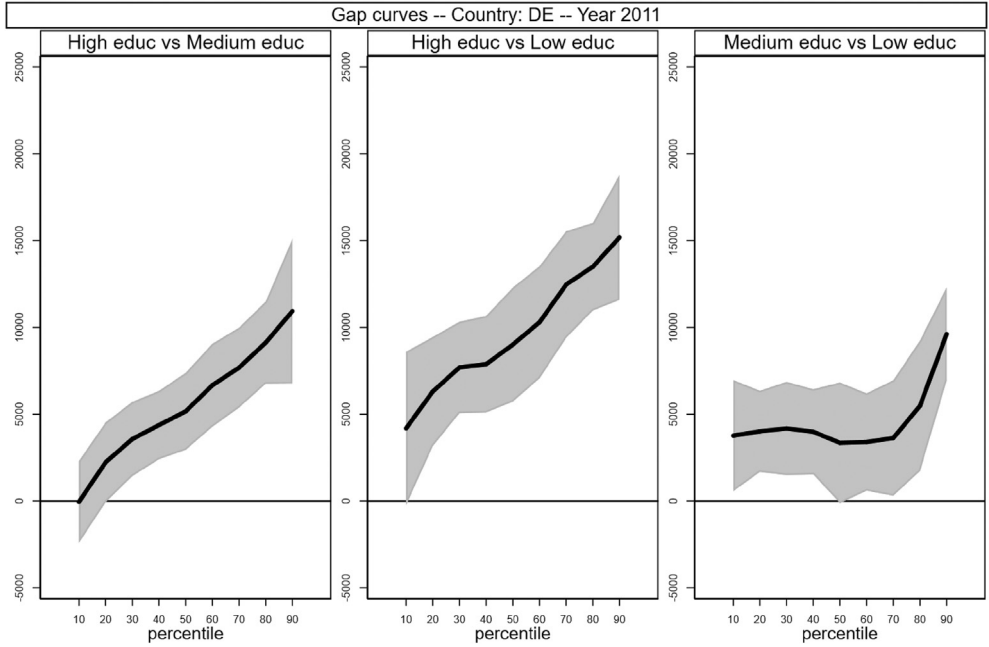 Gap curves -- Country: DE -- Year 2011
High educ vs Medium educ
25000
20000
15000
10000
5000
0
-5000
10 20 30 40 50 60 70 80 90
percentile
High educ vs Low educ
25000
20000
15000
10000
5000
0
-5000
10 20 30 40 50 60 70 80 90
percentile
Medium educ vs Low educ
25000
20000
15000
10000
5000
0
-5000
10 20 30 40 50 60 70 80 90
percentile